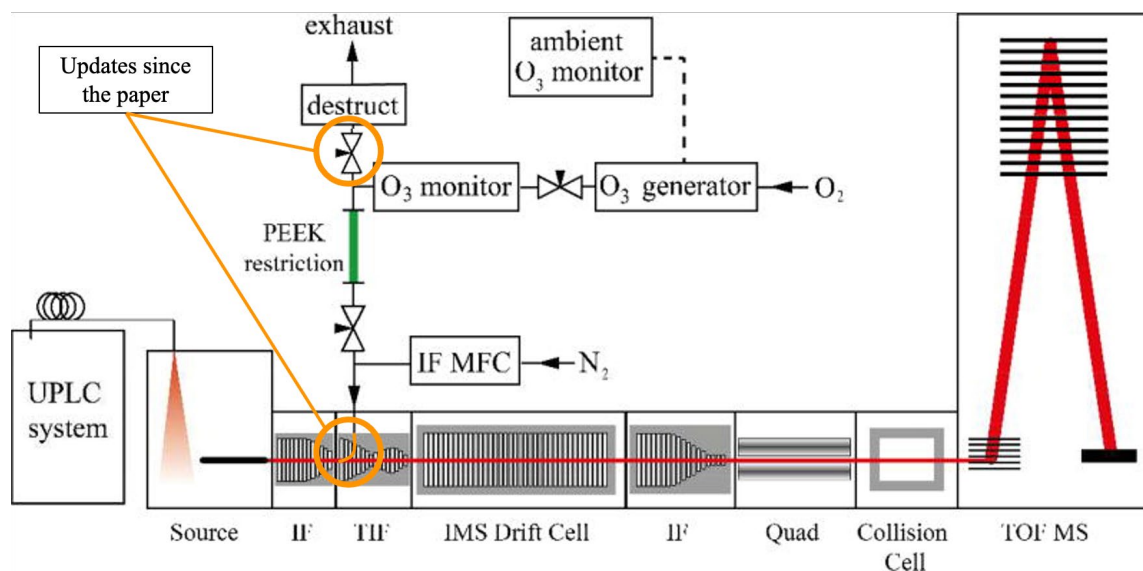 exhaust
ambient
O₃ monitor
Updates since
the paper
destruct
O₃ monitor
O₃ generator
O₂
PEEK
restriction
IF MFC
N₂
UPLC
system
Source
IF
TIF
IMS Drift Cell
IF
Quad
Collision
Cell
TOF MS